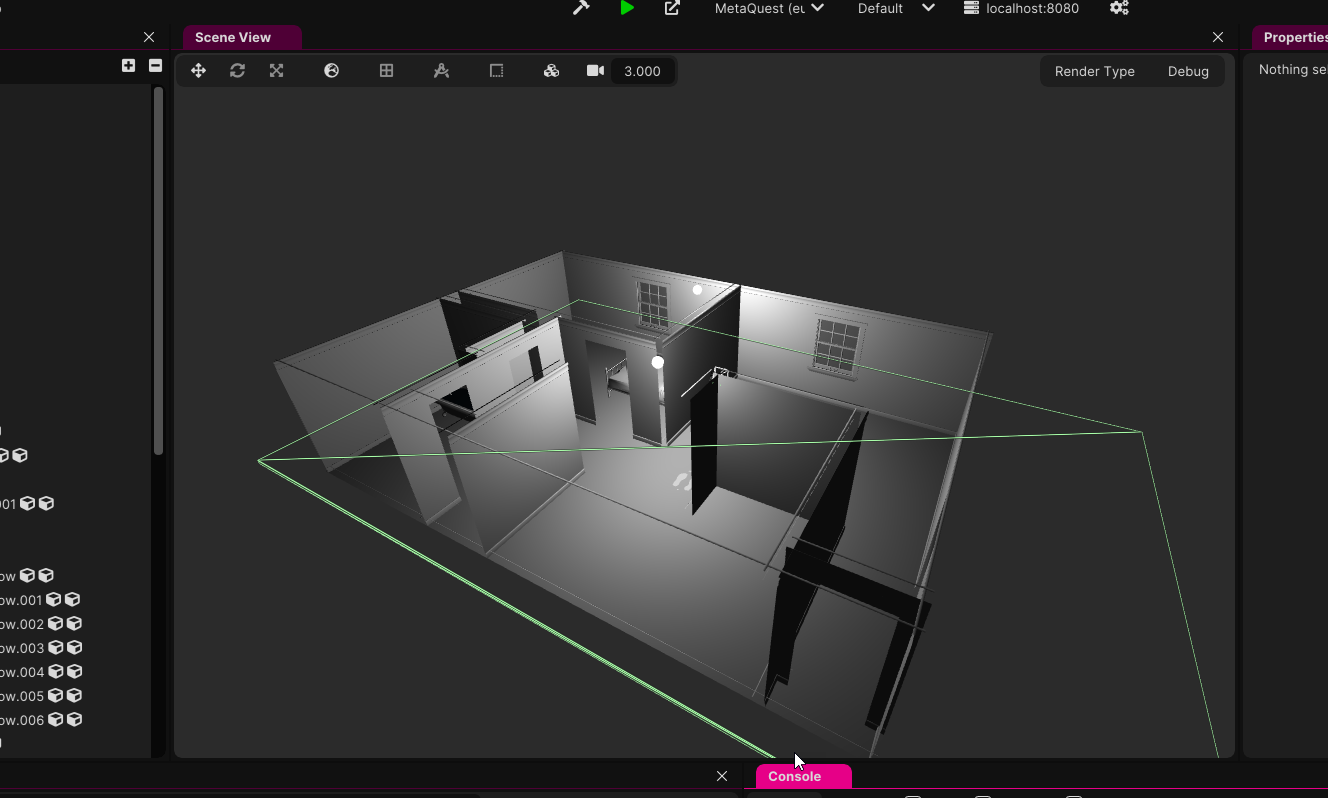 MetaQuest (eu
Default
localhost:8080
Scene View
Properties
3.000
Render Type
Debug
Nothing sel
001
ow
ow.001
ow.002
ow.003
ow.004
ow.005
ow.006
Console